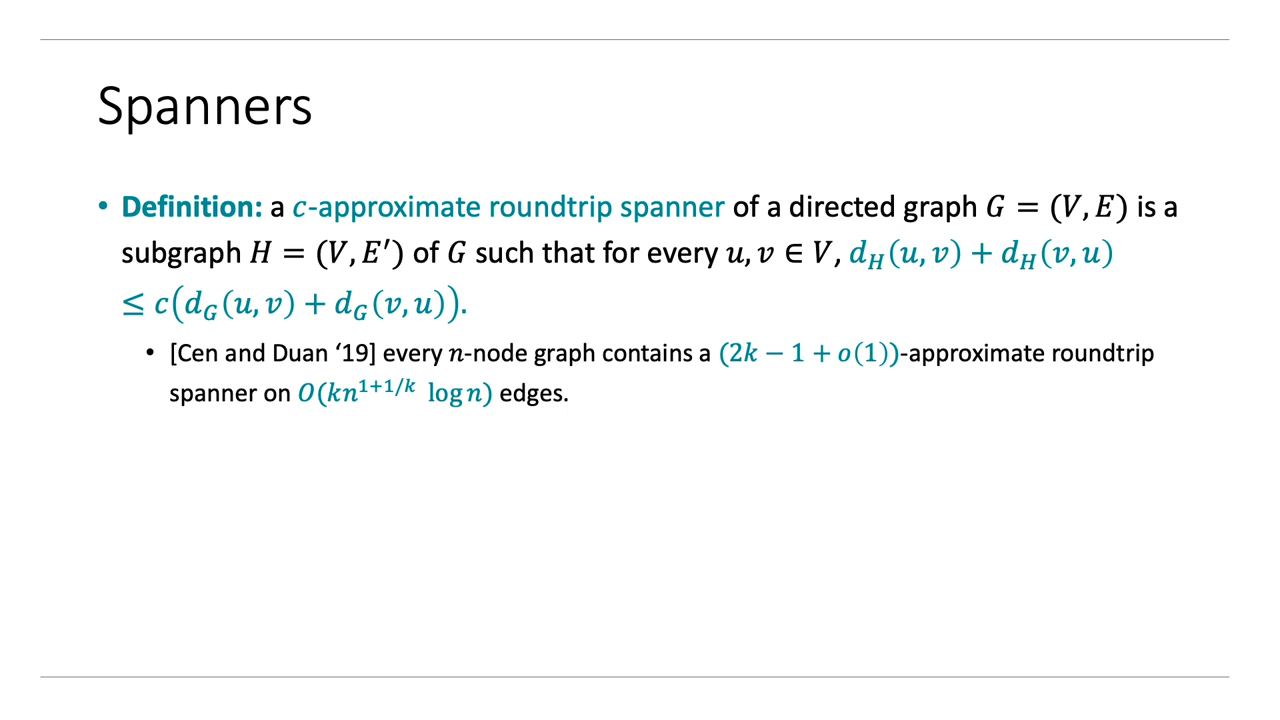 Spanners
• Definition: a c-approximate roundtrip spanner of a directed graph G = (V, E) is a
subgraph H = (V, E′) of G such that for every u, v ∈ V, d_H(u, v) + d_H(v, u)
≤ c(d_G(u, v) + d_G(v, u)).
• [Cen and Duan ‘19] every n-node graph contains a (2k − 1 + o(1))-approximate roundtrip
spanner on O(kn^{1+1/k} log n) edges.